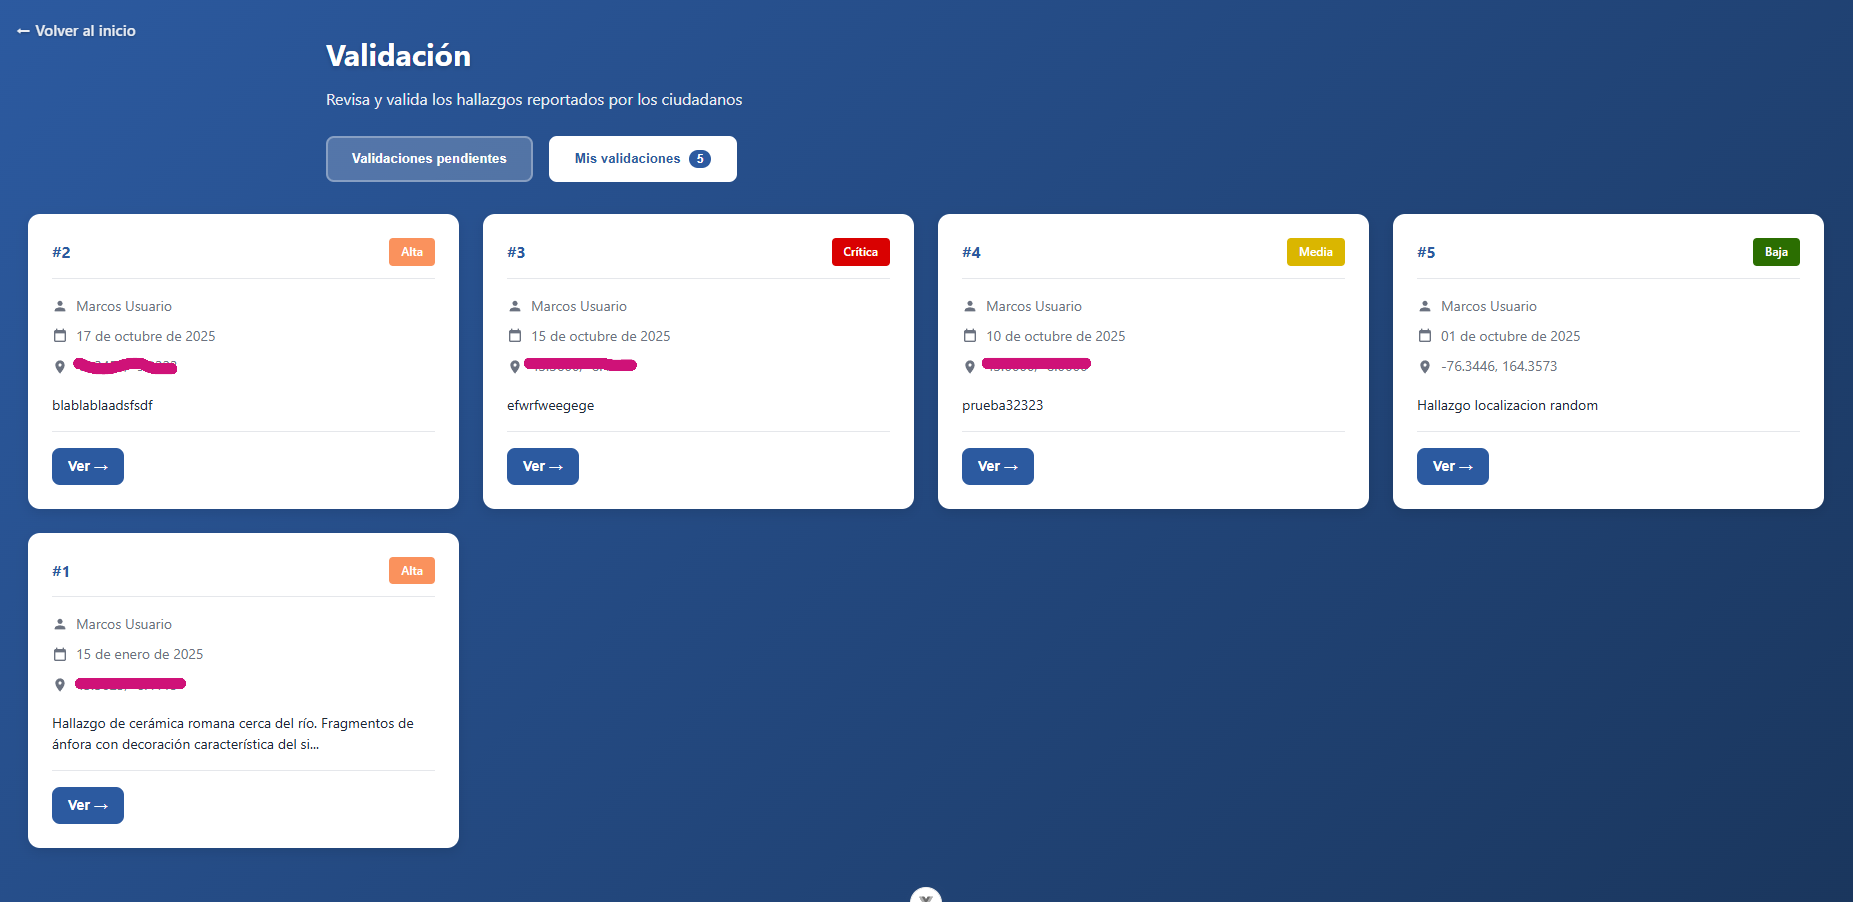 ← Volver al inicio
Validación
Revisa y valida los hallazgos reportados por los ciudadanos
Validaciones pendientes
Mis validaciones 5
#2 Alta
Marcos Usuario
17 de octubre de 2025
blablablaadsfsdf
Ver →
#3 Crítica
Marcos Usuario
15 de octubre de 2025
efwrfweegege
Ver →
#4 Media
Marcos Usuario
10 de octubre de 2025
prueba32323
Ver →
#5 Baja
Marcos Usuario
01 de octubre de 2025
-76.3446, 164.3573
Hallazgo localizacion random
Ver →
#1 Alta
Marcos Usuario
15 de enero de 2025
Hallazgo de cerámica romana cerca del río. Fragmentos de
ánfora con decoración característica del si...
Ver →